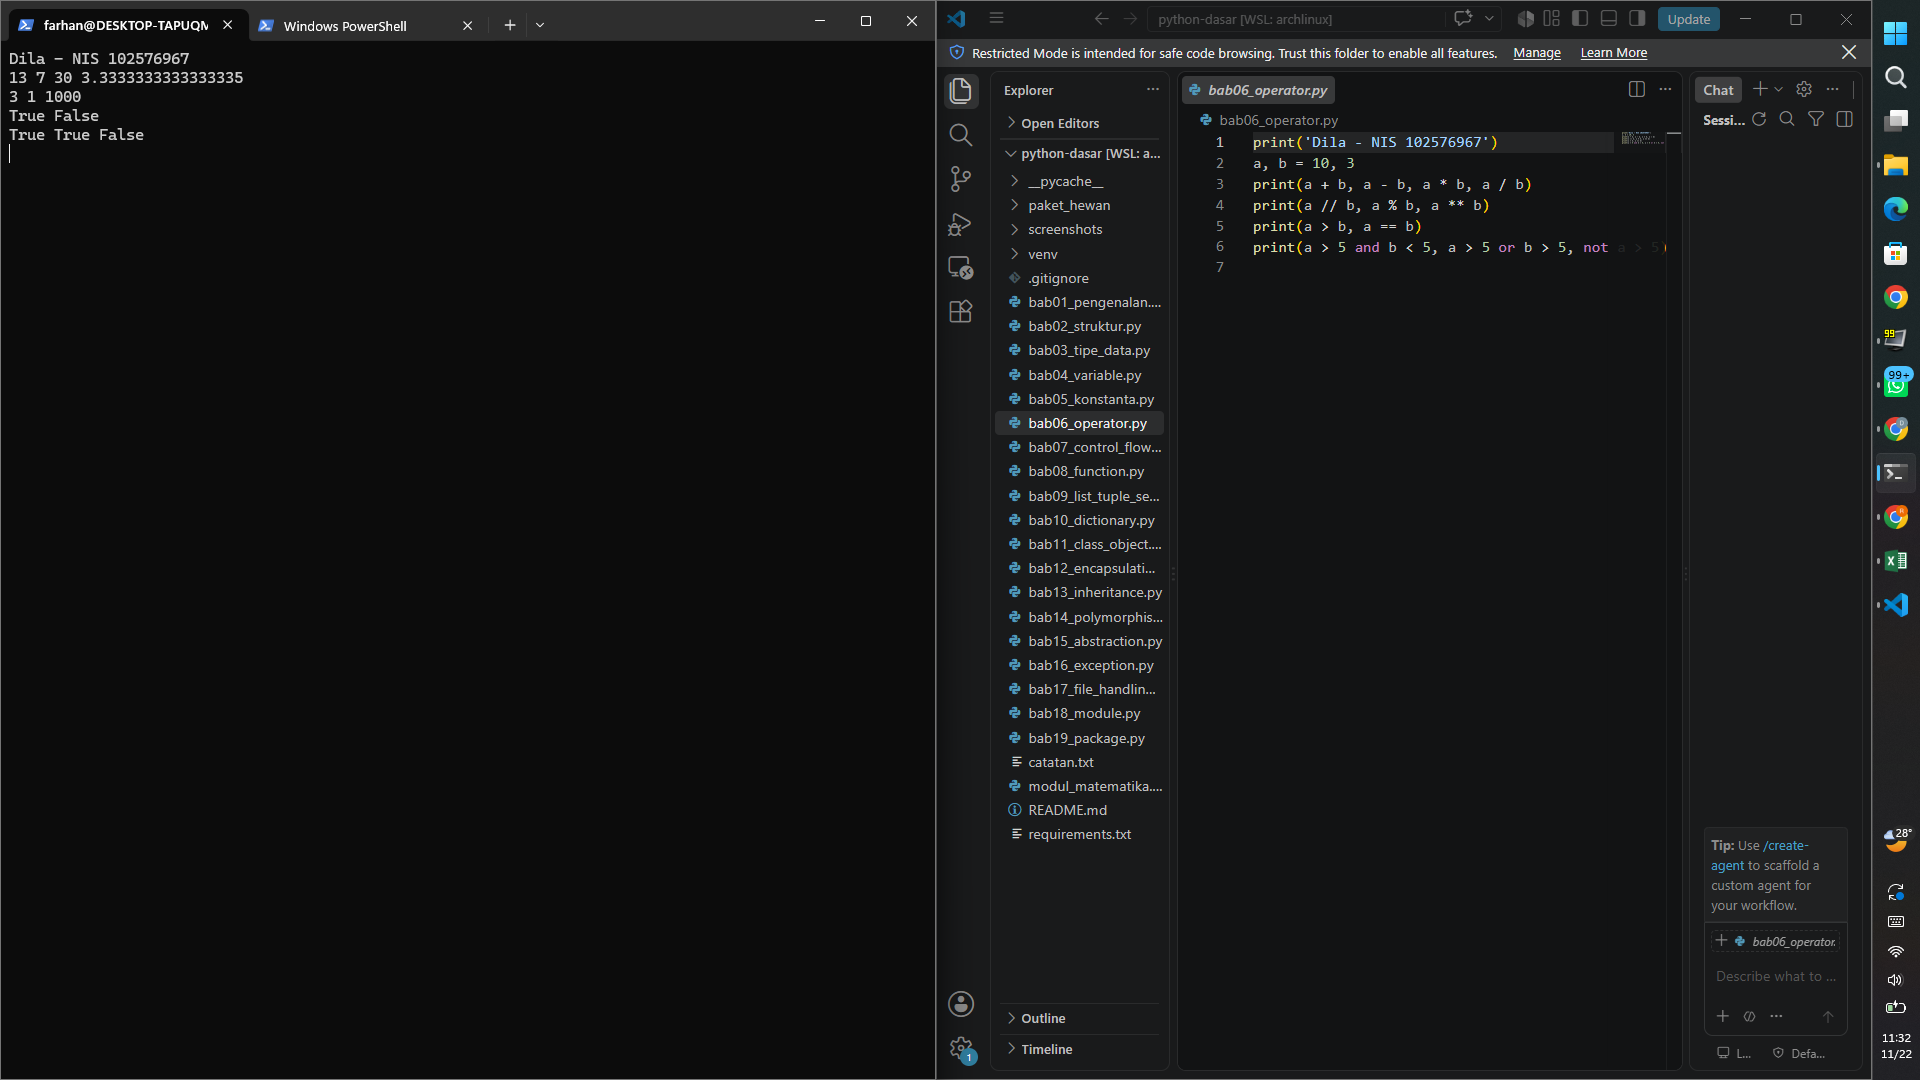 farhan@DESKTOP-TAPUQM
Windows PowerShell
Dila - NIS 102576967
13 7 30 3.3333333333333335
3 1 1000
True False
True True False
python-dasar [WSL: archlinux]
Update
Restricted Mode is intended for safe code browsing. Trust this folder to enable all features.
Manage
Learn More
Explorer
Open Editors
python-dasar [WSL: a...
__pycache__
paket_hewan
screenshots
venv
.gitignore
bab01_pengenalan....
bab02_struktur.py
bab03_tipe_data.py
bab04_variable.py
bab05_konstanta.py
bab06_operator.py
bab07_control_flow...
bab08_function.py
bab09_list_tuple_se...
bab10_dictionary.py
bab11_class_object....
bab12_encapsulati...
bab13_inheritance.py
bab14_polymorphis...
bab15_abstraction.py
bab16_exception.py
bab17_file_handlin...
bab18_module.py
bab19_package.py
catatan.txt
modul_matematika....
README.md
requirements.txt
Outline
Timeline
1
bab06_operator.py
bab06_operator.py
1 print('Dila - NIS 102576967')
2 a, b = 10, 3
3 print(a + b, a - b, a * b, a / b)
4 print(a // b, a % b, a ** b)
5 print(a > b, a == b)
6 print(a > 5 and b < 5, a > 5 or b > 5, not a > 5)
7
Chat
Sessi...
Tip: Use /create-
agent to scaffold a
custom agent for
your workflow.
bab06_operator.
Describe what to ...
L...
Defa...
99
99+
28°
11:32
11/22